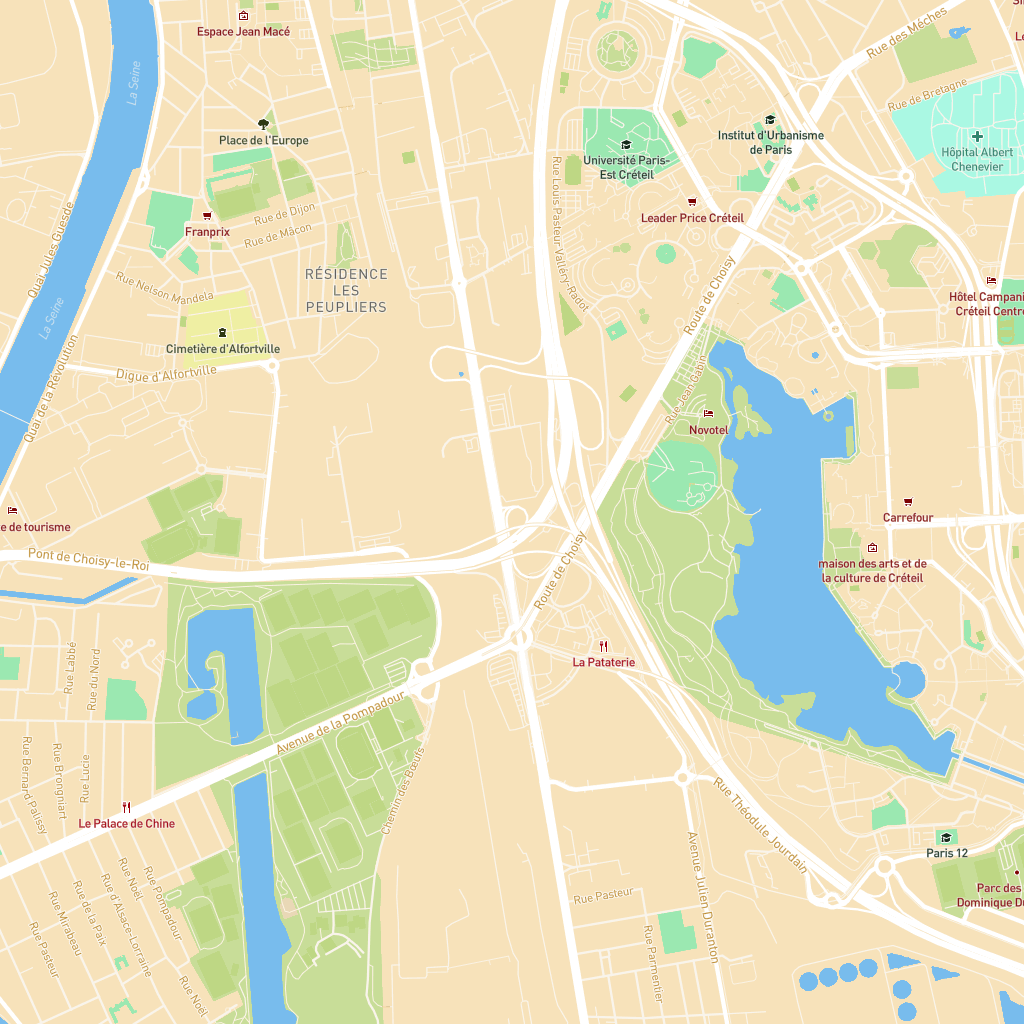 Espace Jean Macé
Rue des Mèches
La Seine
Rue de Bretagne
Place de l'Europe
Institut d'Urbanisme
de Paris
Université Paris-
Est Créteil
Hôpital Albert
Chenevier
Rue Louis Pasteur Valléry-Radot
Quai Jules Guesde
Franprix
Rue de Dijon
Rue de Mâcon
Leader Price Créteil
Rue Nelson Mandela
RÉSIDENCE
LES
PEUPLIERS
Route de Choisy
Hôtel Campani
Créteil Centre
La Seine
Cimetière d'Alfortville
Digue d'Alfortville
Quai de la Révolution
Rue Jean Gabin
Novotel
e de tourisme
Carrefour
Pont de Choisy-le-Roi
Route de Choisy
maison des arts et de
la culture de Créteil
Rue Labbé
Rue du Nord
La Pataterie
Avenue de la Pompadour
Rue Bernard Palissy
Rue Brongniart
Rue Lucie
Chemin des Bœufs
Le Palace de Chine
Rue Théodule Jourdain
Avenue Julien Duranton
Paris 12
Rue Noël
Rue Pompadour
Rue d'Alsace-Lorraine
Rue de la Paix
Rue Mirabeau
Rue Pasteur
Rue Noël
Rue Pasteur
Rue Parmentier
Parc des
Dominique Du